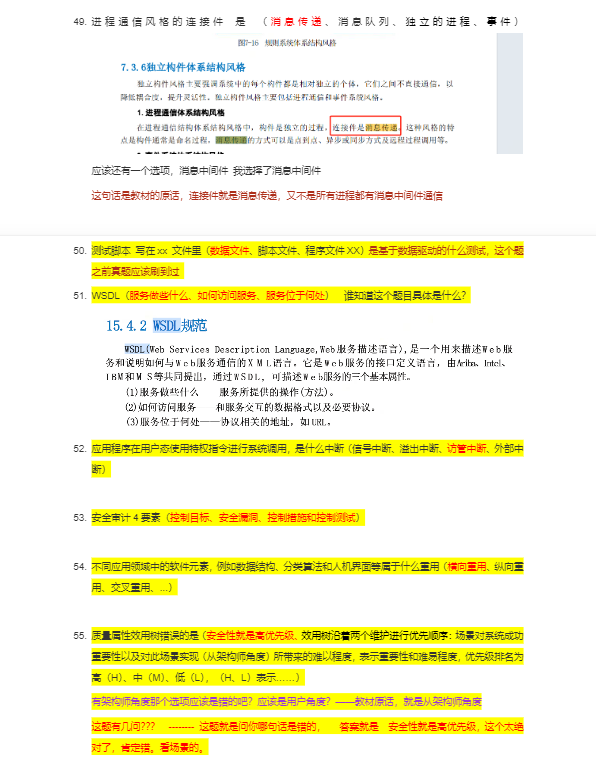 49. 进程通信风格的连接件 是 （消息传递、消息队列、独立的进程、事件）
图7-16 规则系统体系结构风格
7.3.6独立构件体系结构风格
独立构件风格主要强调系统中的每个构件都是相对独立的个体，它们之间不直接通信，以
降低耦合度，提升灵活性。独立构件风格主要包括进程通信和事件系统风格。
1. 进程通信体系结构风格
在进程通信结构体系结构风格中，构件是独立的过程，连接件是消息传递。这种风格的特
点是构件通常是命名过程，消息传递的方式可以是点到点、异步或同步方式及远程过程调用等。
应该还有一个选项，消息中间件 我选择了消息中间件
这句话是教材的原话，连接件就是消息传递，又不是所有进程都有消息中间件通信
50. 测试脚本 写在 xx 文件里（数据文件、脚本文件、程序文件 XX）是基于数据驱动的什么测试，这个题
之前真题应该刷到过
51. WSDL（服务做些什么、如何访问服务、服务位于何处） 谁知道这个题目具体是什么？
15.4.2 WSDL规范
WSDL(Web Services Description Language,Web服务描述语言),是一个用来描述Web服
务和说明如何与Web服务通信的XML语言，它是Web服务的接口定义语言，由Ariba、Intel、
IBM和MS等共同提出，通过WSDL，可描述Web服务的三个基本属性。
(1)服务做些什么——服务所提供的操作(方法)。
(2)如何访问服务——和服务交互的数据格式以及必要协议。
(3)服务位于何处——协议相关的地址，如URL。
52. 应用程序在用户态使用特权指令进行系统调用，是什么中断（信号中断、溢出中断、访管中断、外部中
断）
53. 安全审计 4 要素（控制目标、安全漏洞、控制措施和控制测试）
54. 不同应用领域中的软件元素，例如数据结构、分类算法和人机界面等属于什么重用（横向重用、纵向重
用、交叉重用、...）
55. 质量属性效用树错误的是（安全性就是高优先级、效用树沿着两个维护进行优先顺序：场景对系统成功
重要性以及对此场景实现（从架构师角度）所带来的难以程度，表示重要性和难易程度，优先级排名为
高（H）、中（M）、低（L），（H、L）表示……）
有架构师角度那个选项应该是错的吧？应该是用户角度？——教材原话，就是从架构师角度
这题有几问??? -------- 这题就是问你哪句话是错的， 答案就是 安全性就是高优先级，这个太绝
对了，肯定错。看场景的。